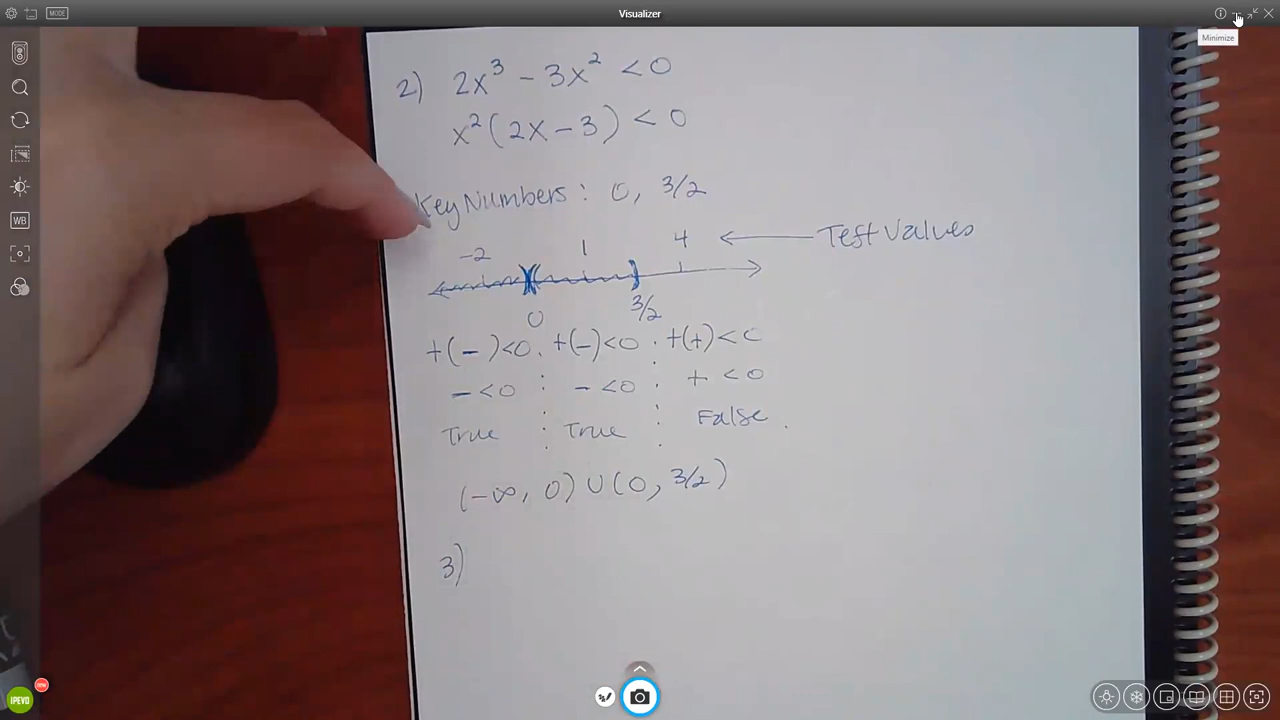 MODE
Visualizer
Minimize
2) 2x³ - 3x² < 0
x²(2x - 3) < 0
Key Numbers: 0, 3/2
-2 1 4 ← Test Values
0 3/2
+(-)<0 +(-)<0 +(+)<0
- <0 - <0 + <0
True True False
(-∞, 0) ∪ (0, 3/2)
3)
WB
IPEVO
new